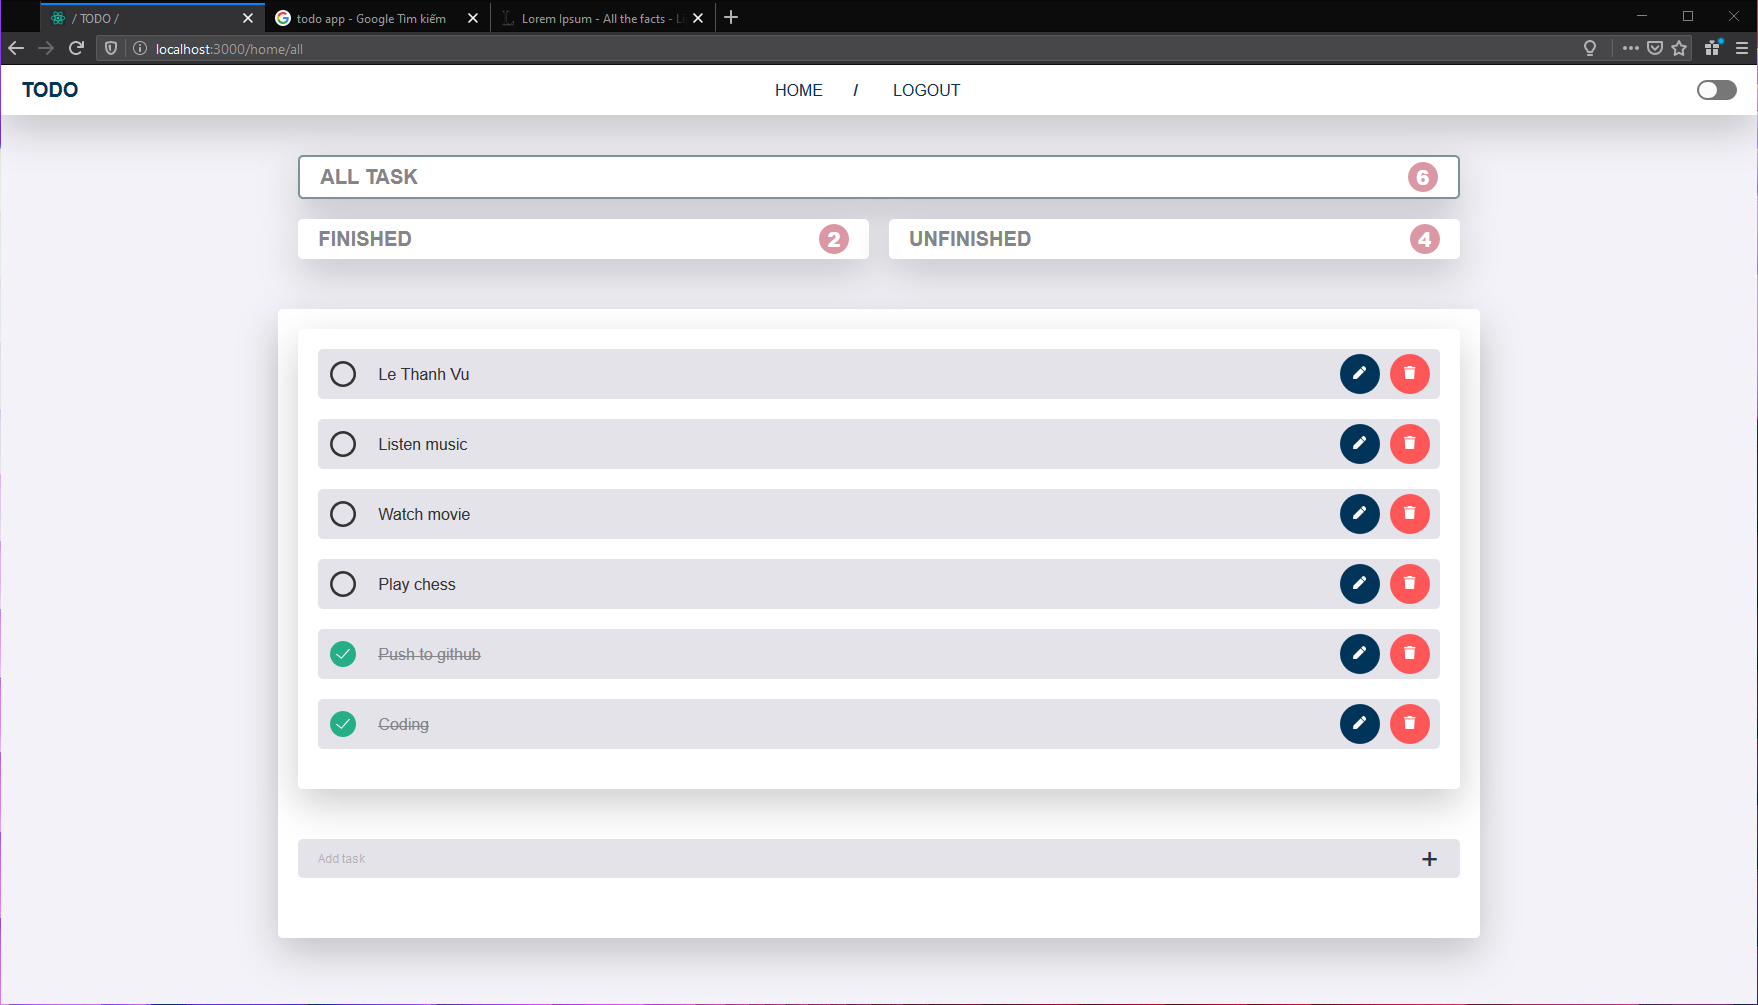 / TODO /
todo app - Google Tìm kiếm
Lorem Ipsum - All the facts - Li
localhost:3000/home/all
TODO
HOME / LOGOUT
ALL TASK 6
FINISHED 2
UNFINISHED 4
Le Thanh Vu
Listen music
Watch movie
Play chess
Push to github
Coding
Add task +